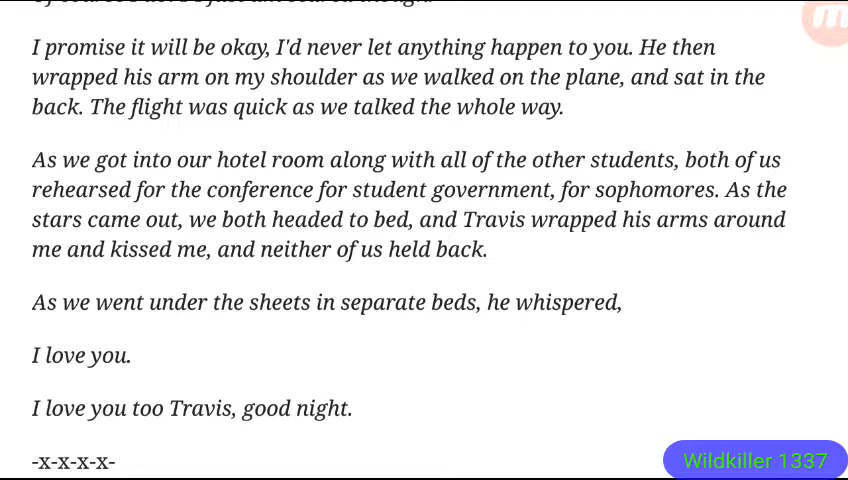 I promise it will be okay, I'd never let anything happen to you. He then
wrapped his arm on my shoulder as we walked on the plane, and sat in the
back. The flight was quick as we talked the whole way.
As we got into our hotel room along with all of the other students, both of us
rehearsed for the conference for student government, for sophomores. As the
stars came out, we both headed to bed, and Travis wrapped his arms around
me and kissed me, and neither of us held back.
As we went under the sheets in separate beds, he whispered,
I love you.
I love you too Travis, good night.
-x-x-x-x-
Wildkiller 1337